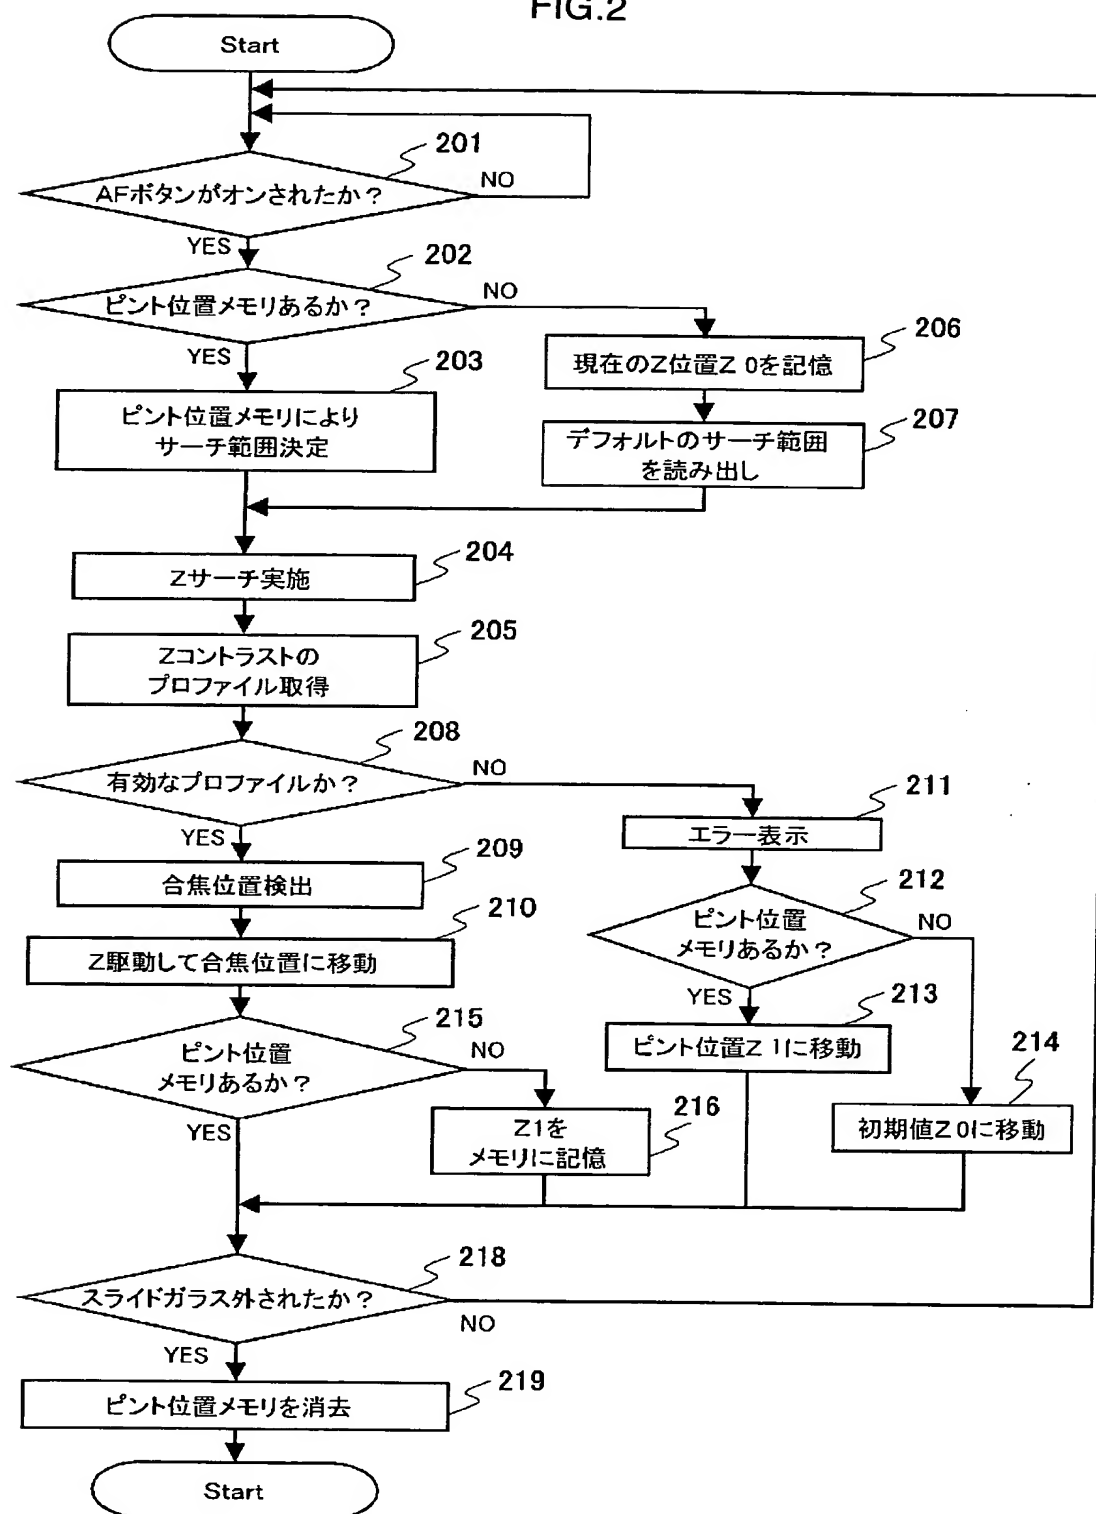 FIG.2
Start
201
AFボタンがオンされたか？
NO
YES
202
ピント位置メモリあるか？
NO
YES
203
ピント位置メモリにより
サーチ範囲決定
206
現在のZ位置Z0を記憶
207
デフォルトのサーチ範囲
を読み出し
204
Zサーチ実施
205
Zコントラストの
プロファイル取得
208
有効なプロファイルか？
NO
YES
211
エラー表示
209
合焦位置検出
212
ピント位置
メモリあるか？
NO
YES
210
Z駆動して合焦位置に移動
213
ピント位置Z1に移動
215
ピント位置
メモリあるか？
NO
YES
214
初期値Z0に移動
216
Z1を
メモリに記憶
218
スライドガラス外されたか？
NO
YES
219
ピント位置メモリを消去
Start